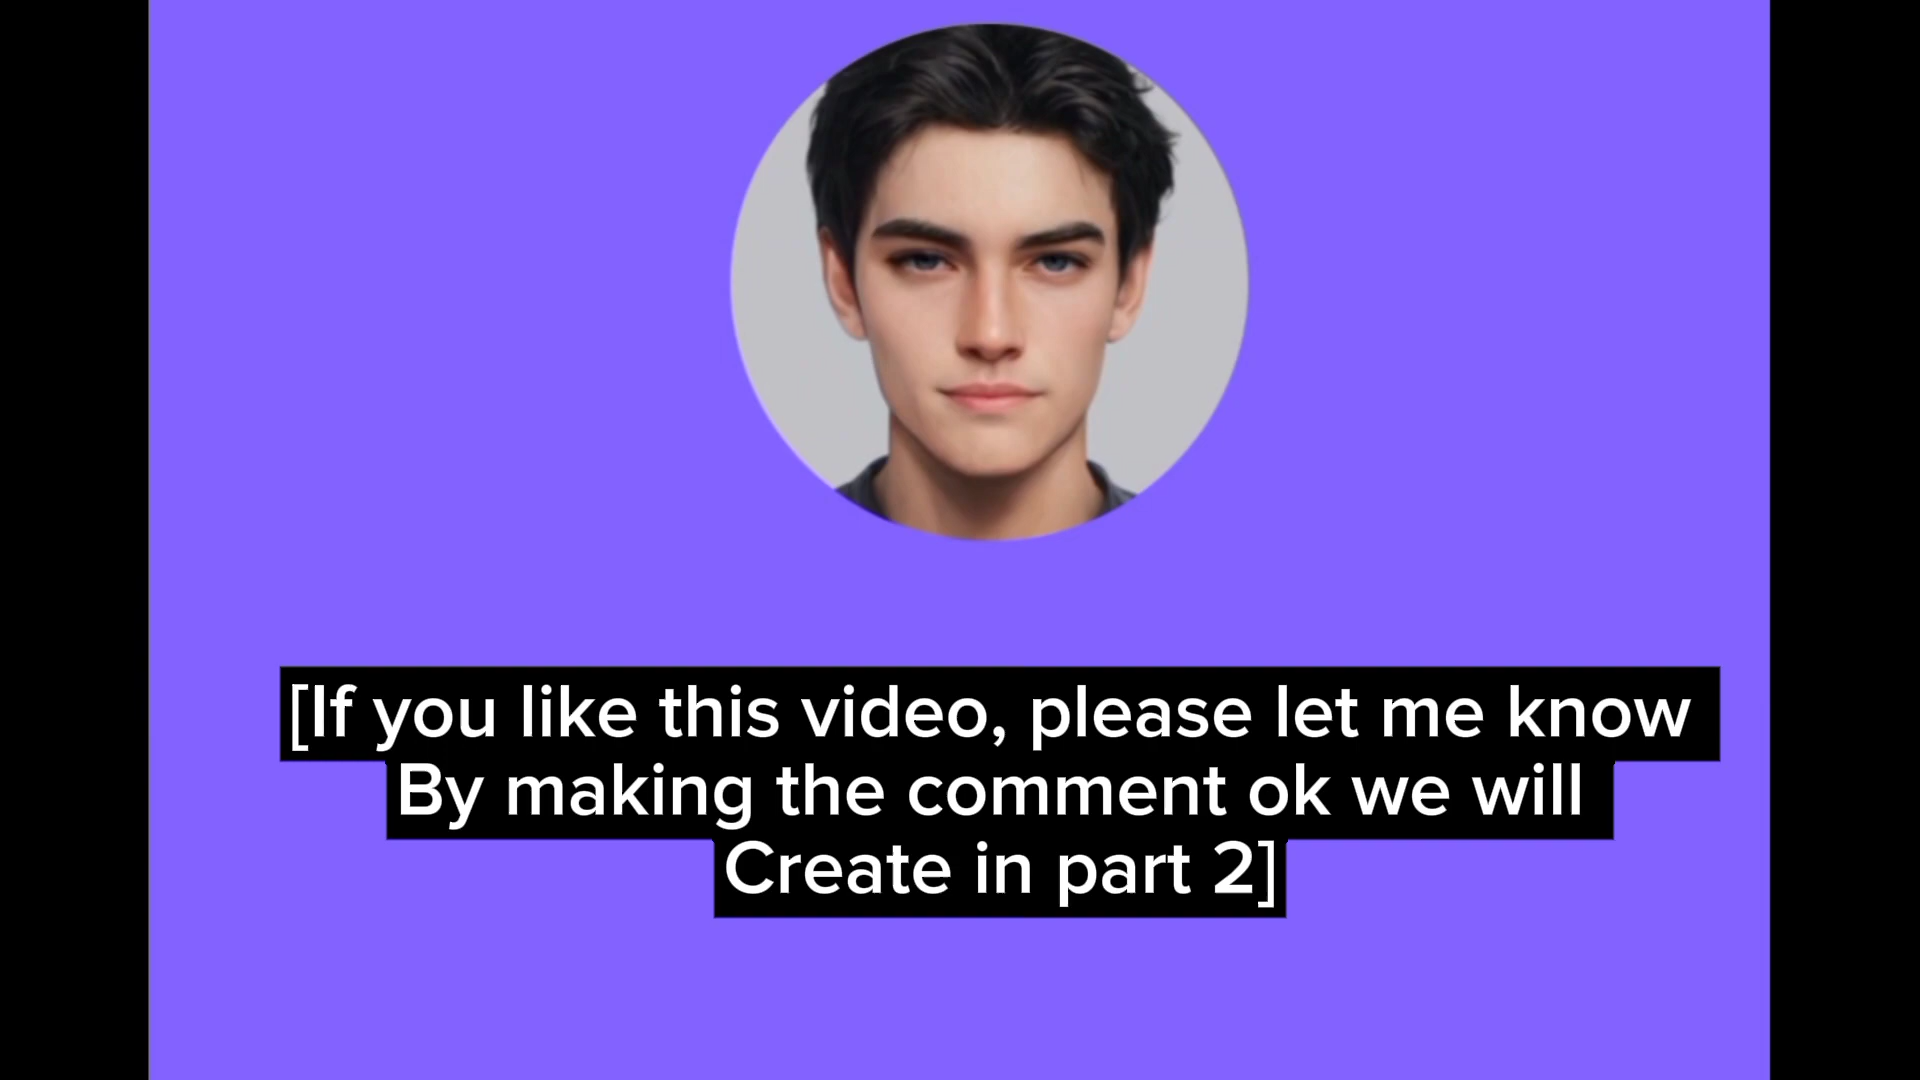 [If you like this video, please let me know
By making the comment ok we will
Create in part 2]